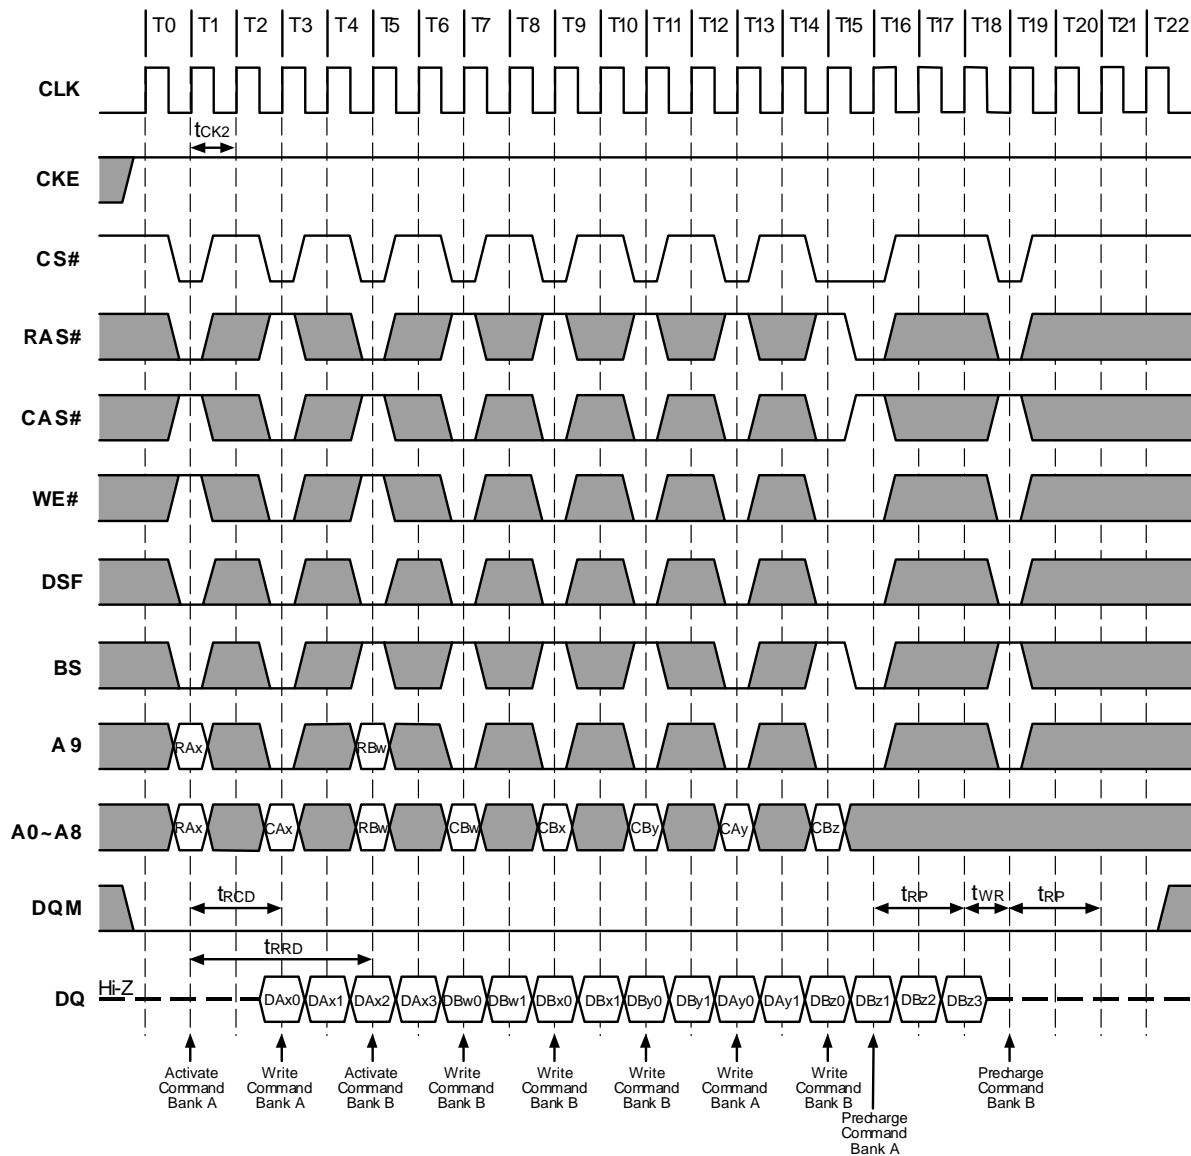 T0 T1 T2 T3 T4 T5 T6 T7 T8 T9 T10 T11 T12 T13 T14 T15 T16 T17 T18 T19 T20 T21 T22
CLK
tCK2
CKE
CS#
RAS#
CAS#
WE#
DSF
BS
A9 RAx RBw
A0~A8 RAx CAx RBw CBw CBx CBy CAy CBz
DQM tRCD tRP tWR tRP
tRRD
Hi-Z
DQ DAx0 DAx1 DAx2 DAx3 DBw0 DBw1 DBx0 DBx1 DBy0 DBy1 DAy0 DAy1 DBz0 DBz1 DBz2 DBz3
Activate
Command
Bank A
Write
Command
Bank A
Activate
Command
Bank B
Write
Command
Bank B
Write
Command
Bank B
Write
Command
Bank B
Write
Command
Bank A
Write
Command
Bank B
Precharge
Command
Bank A
Precharge
Command
Bank B